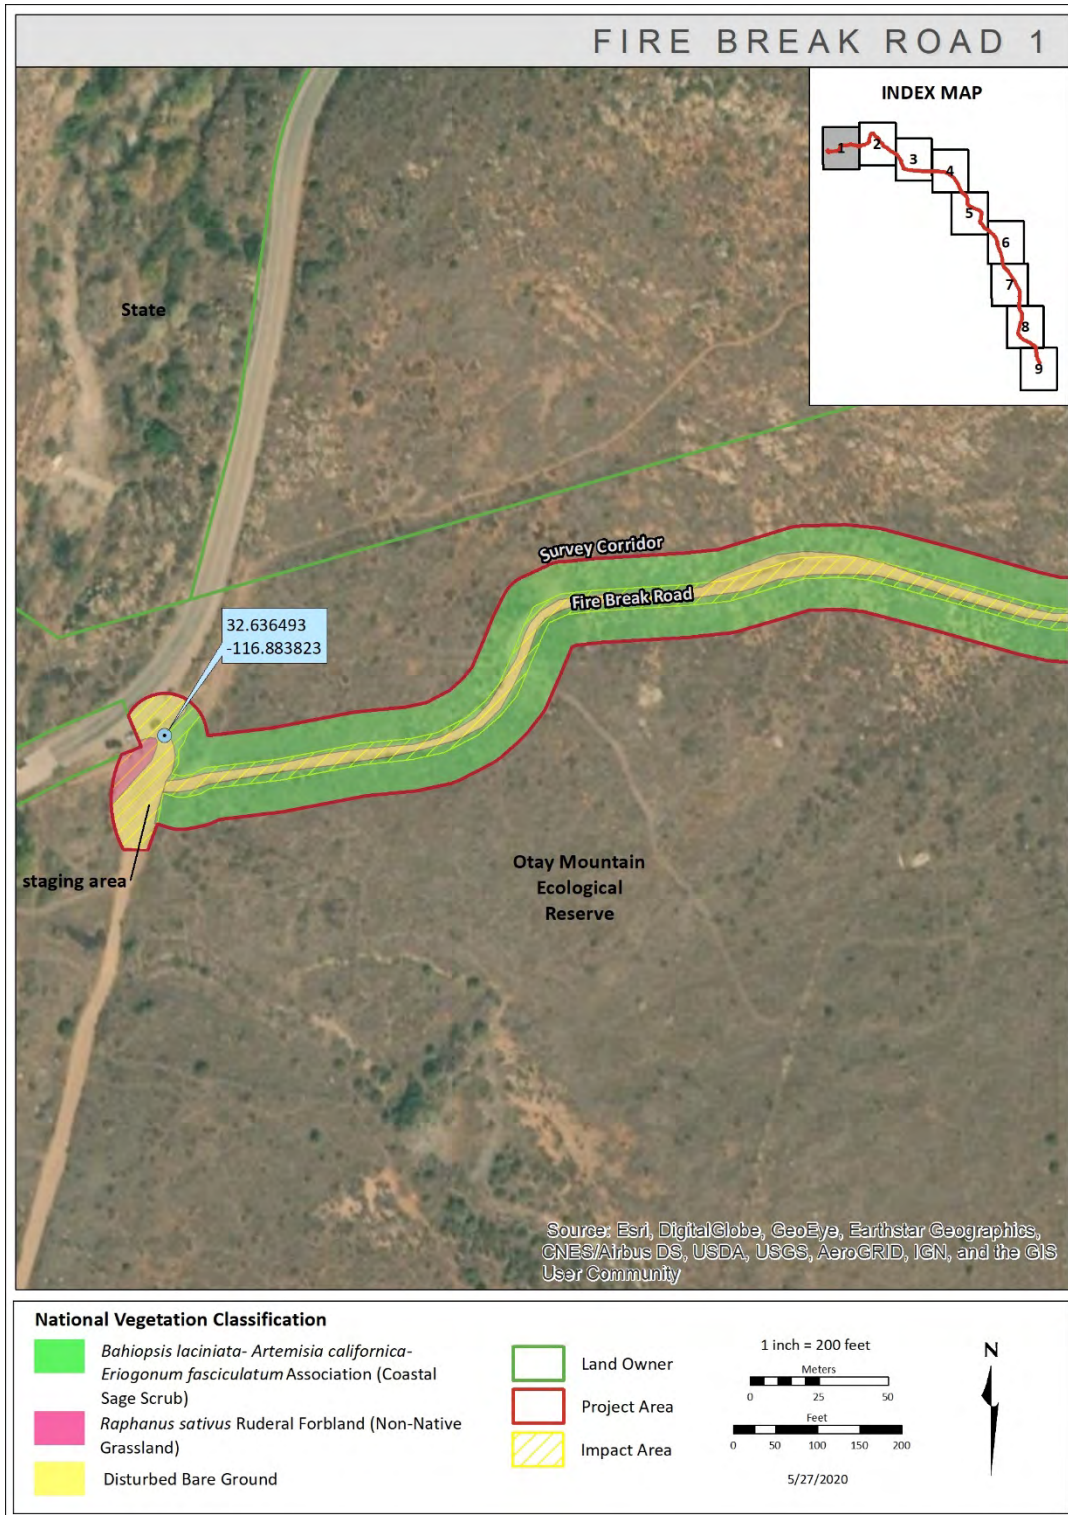 FIRE BREAK ROAD 1
INDEX MAP
1
2
3
4
5
6
7
8
9
State
Survey Corridor
Fire Break Road
32.636493
-116.883823
staging area
Otay Mountain
Ecological
Reserve
Source: Esri, DigitalGlobe, GeoEye, Earthstar Geographics,
CNES/Airbus DS, USDA, USGS, AeroGRID, IGN, and the GIS
User Community
National Vegetation Classification
Bahiopsis laciniata- Artemisia californica-
Eriogonum fasciculatum Association (Coastal
Sage Scrub)
Raphanus sativus Ruderal Forbland (Non-Native
Grassland)
Disturbed Bare Ground
Land Owner
Project Area
Impact Area
1 inch = 200 feet
Meters
0 25 50
Feet
0 50 100 150 200
5/27/2020
N